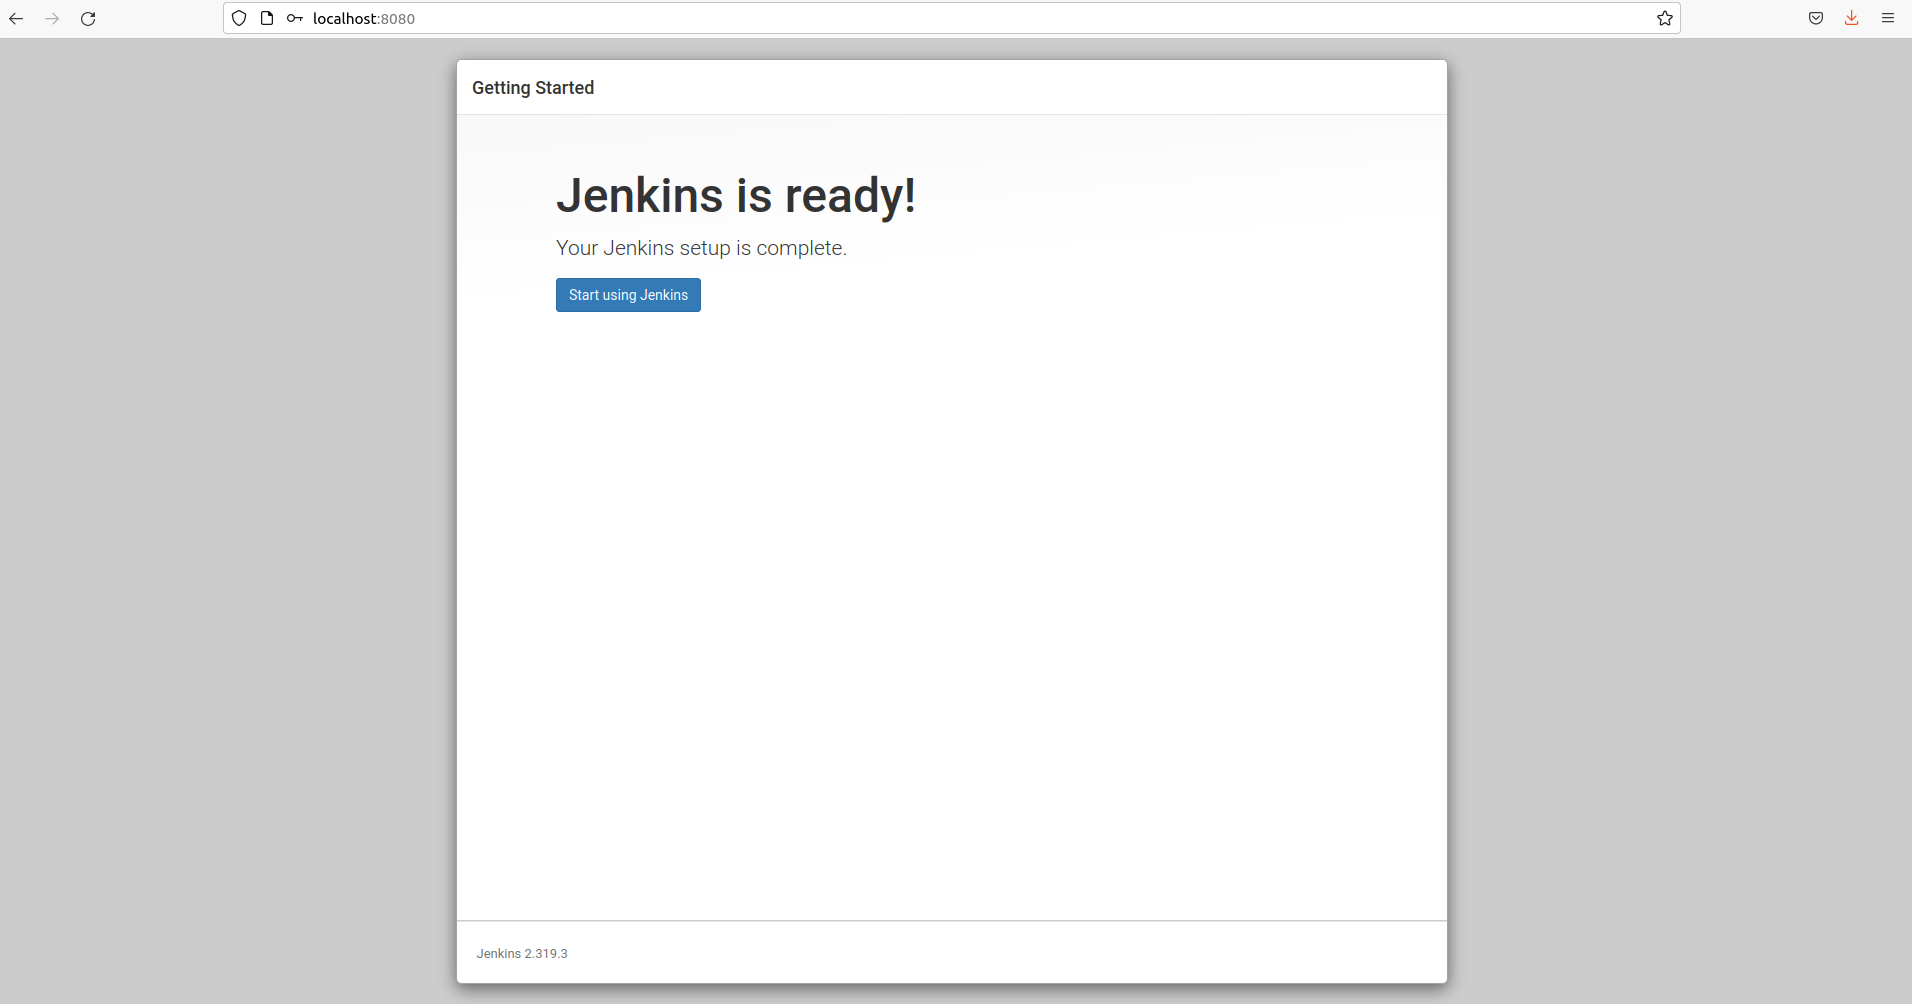 localhost:8080
Getting Started
Jenkins is ready!
Your Jenkins setup is complete.
Start using Jenkins
Jenkins 2.319.3